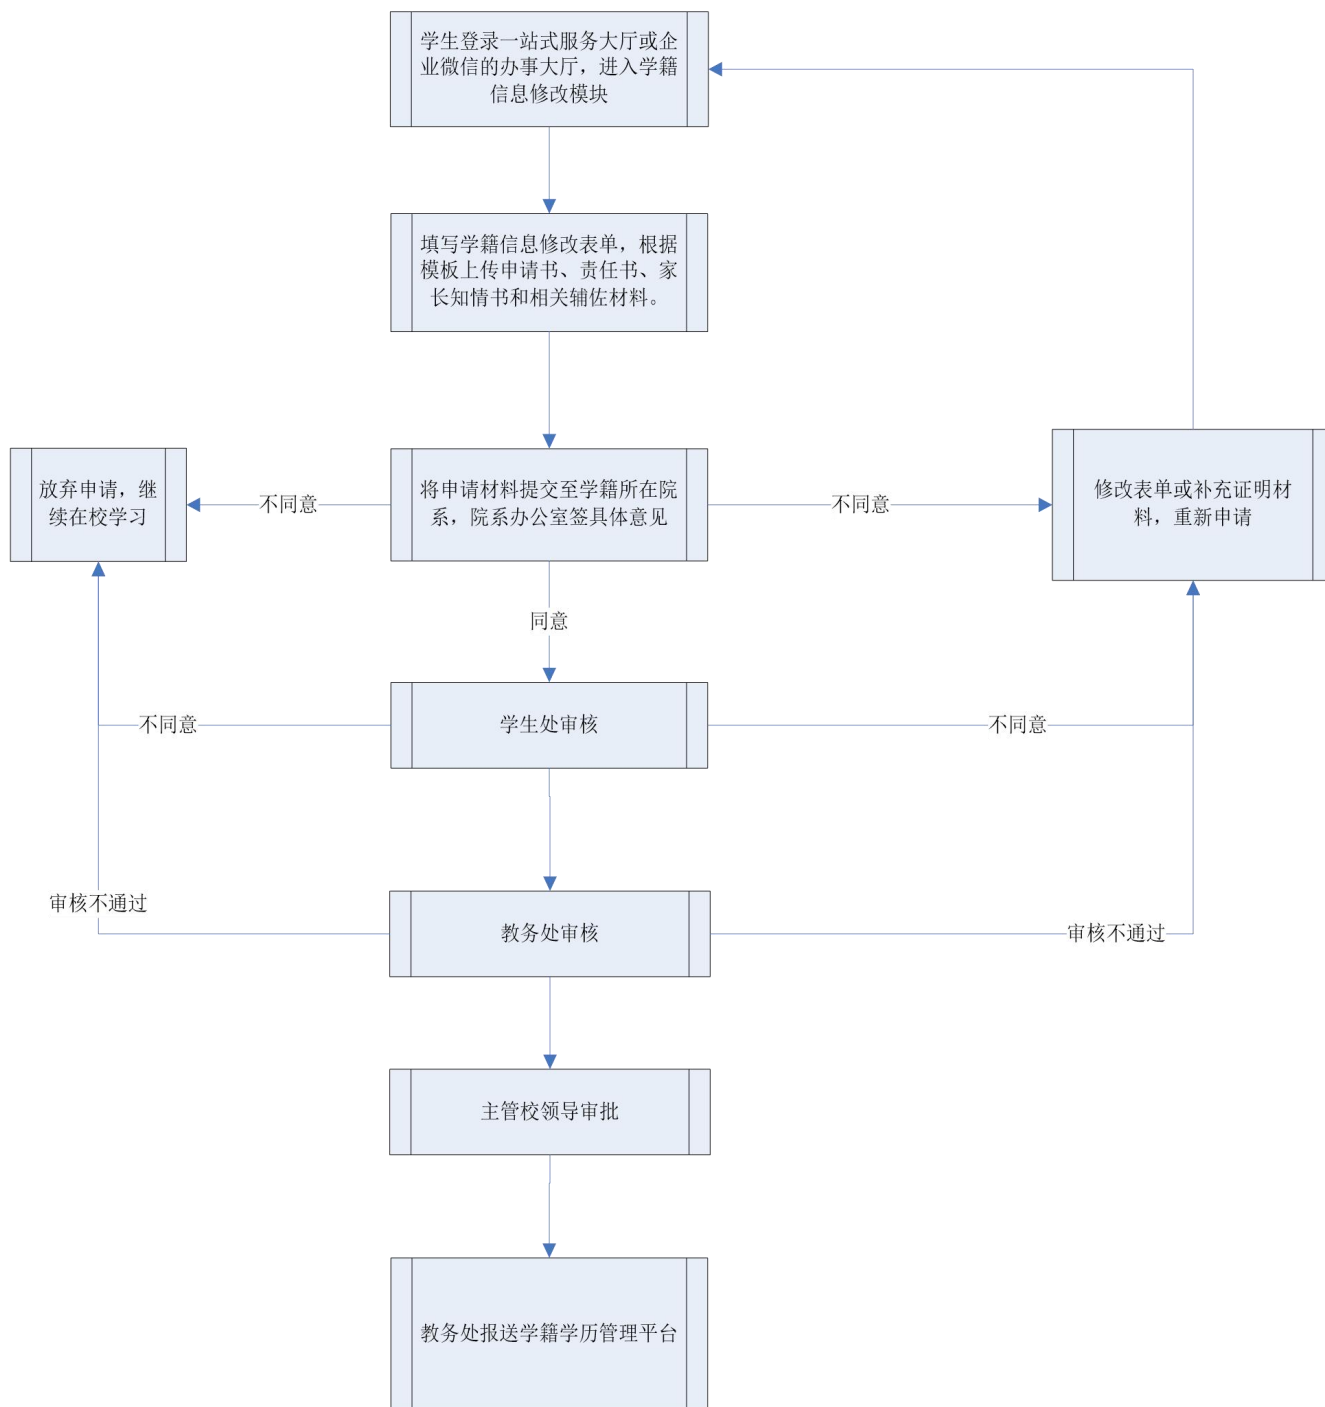 学生登录一站式服务大厅或企
业微信的办事大厅，进入学籍
信息修改模块
填写学籍信息修改表单，根据
模板上传申请书、责任书、家
长知情书和相关辅佐材料。
放弃申请，继
续在校学习
不同意
将申请材料提交至学籍所在院
系，院系办公室签具体意见
不同意
修改表单或补充证明材
料，重新申请
同意
不同意
学生处审核
不同意
审核不通过
教务处审核
审核不通过
主管校领导审批
教务处报送学籍学历管理平台